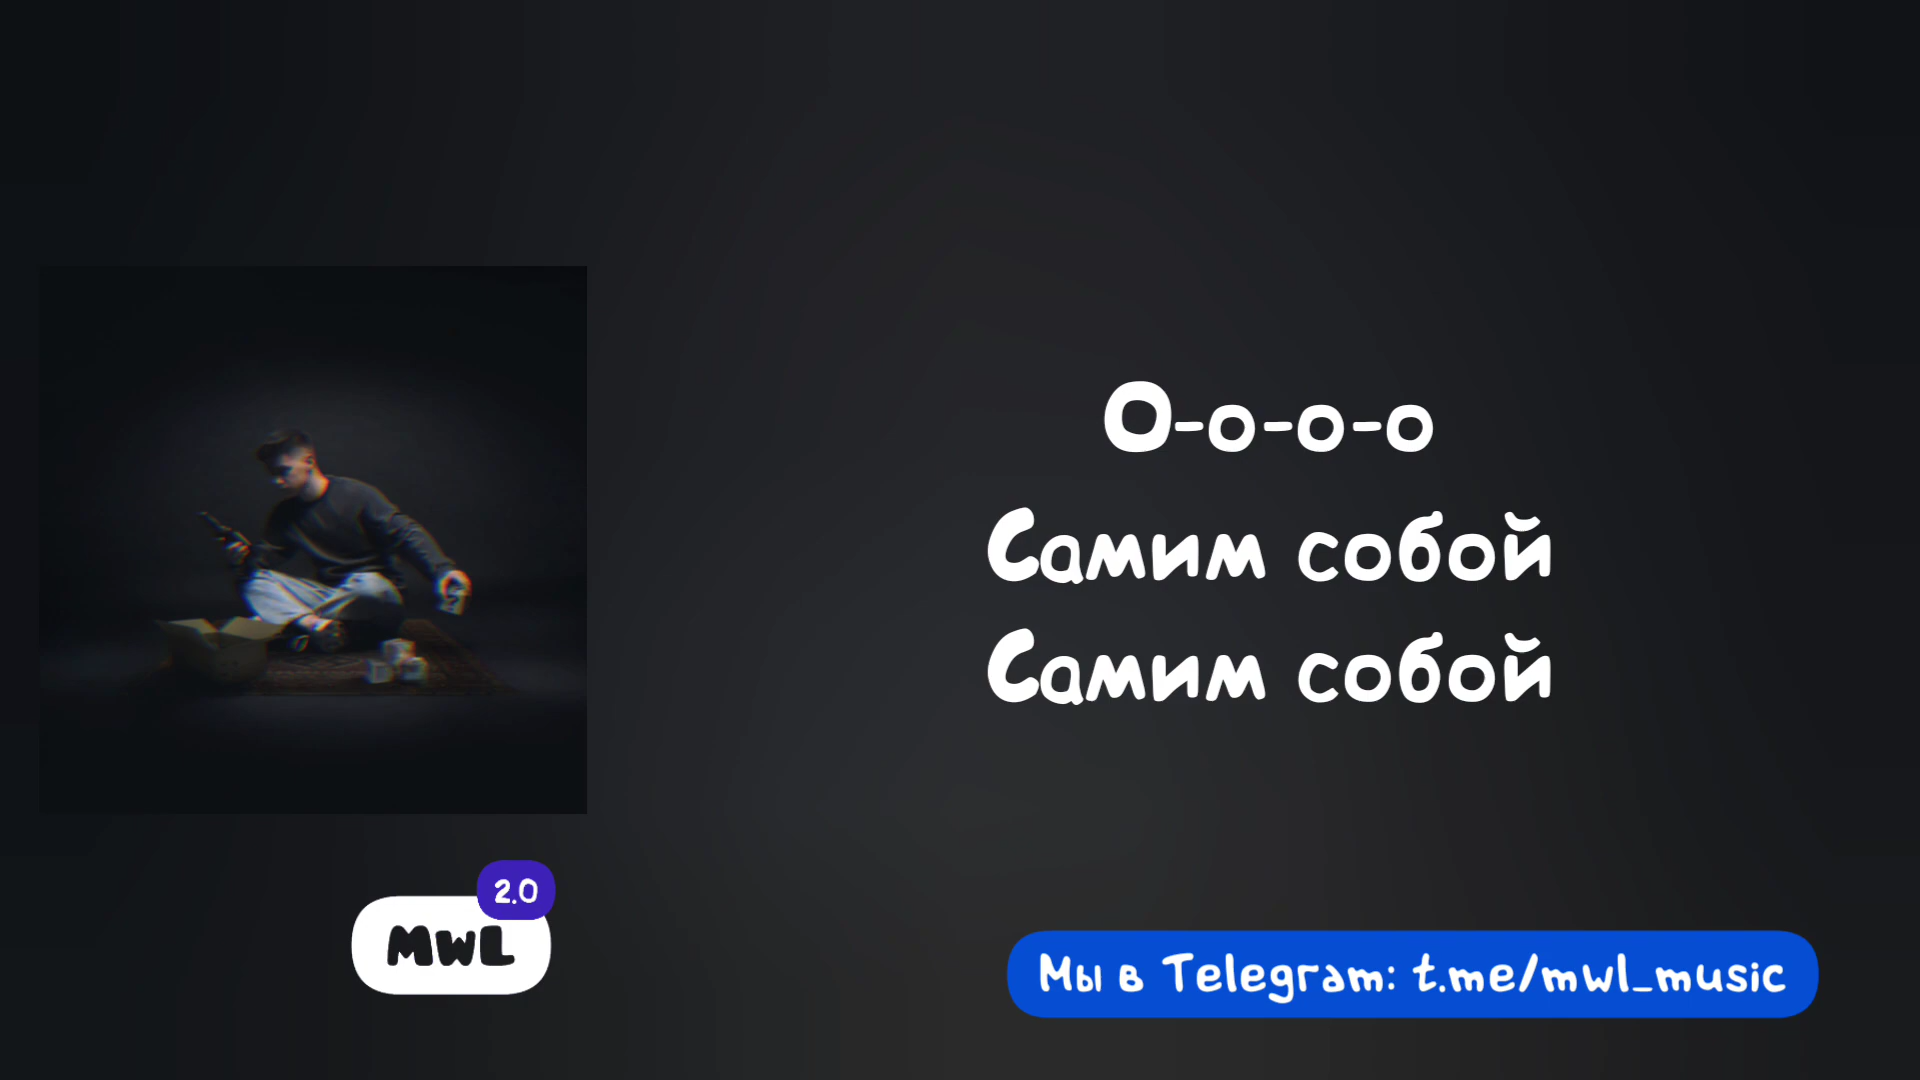 О-о-о-о
Самим собой
Самим собой
2.0
MWL
Мы в Telegram: t.me/mwl_music